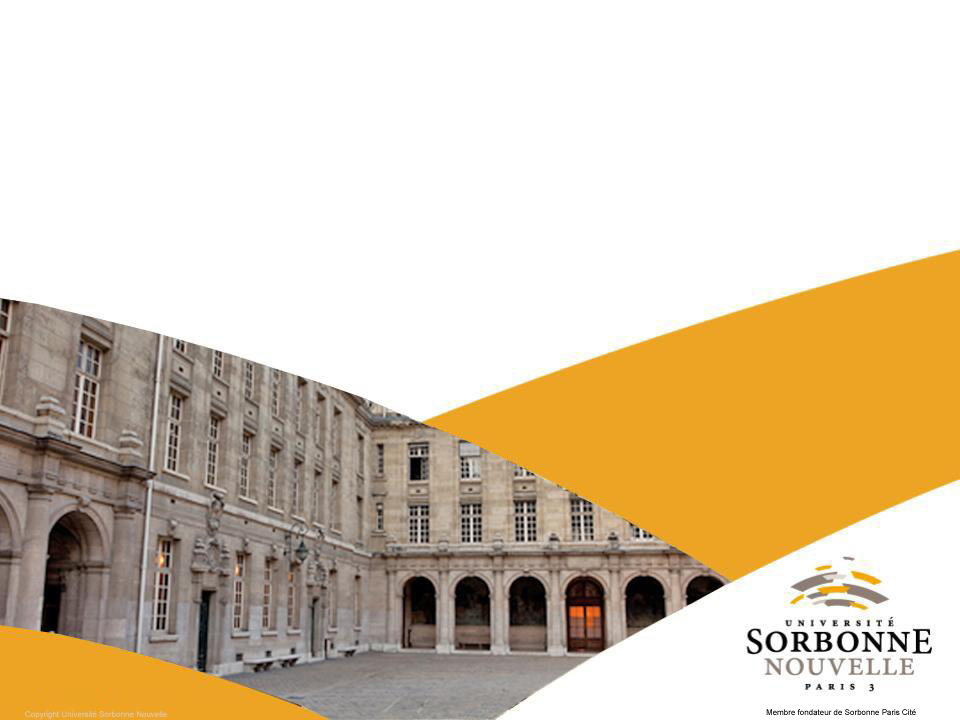 UNIVERSITÉ
SORBONNE
NOUVELLE
PARIS 3
Copyright Université Sorbonne Nouvelle
Membre fondateur de Sorbonne Paris Cité